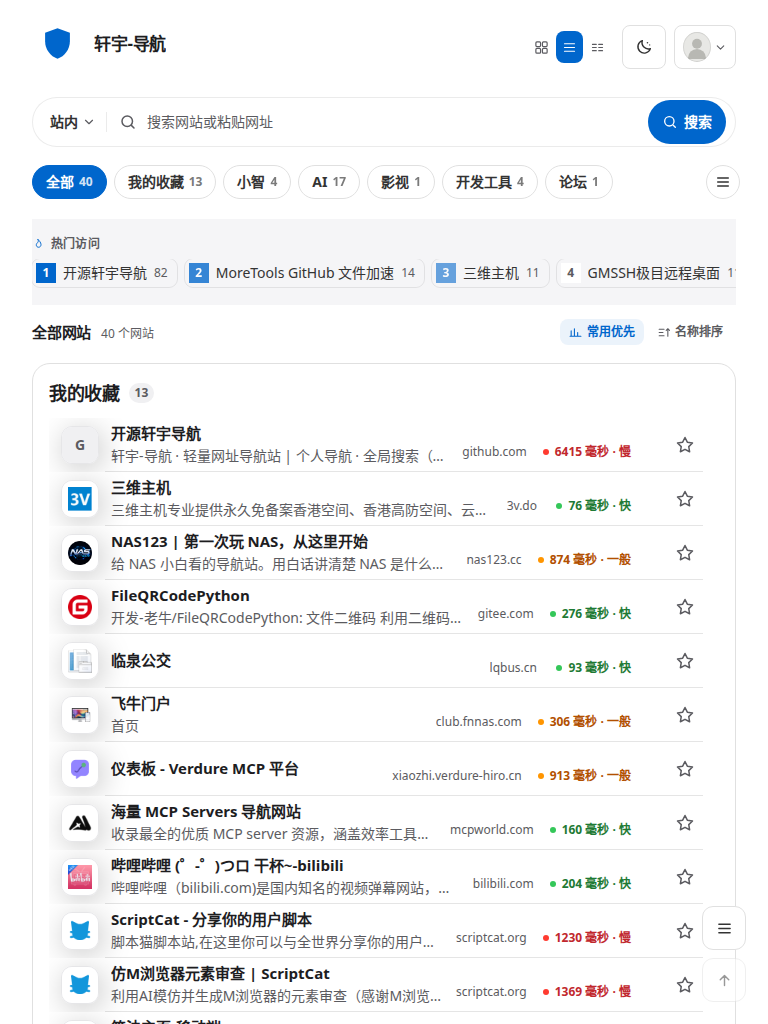 轩宇-导航
站内
搜索网站或粘贴网址
搜索
全部 40
我的收藏 13
小智 4
AI 17
影视 1
开发工具 4
论坛 1
热门访问
1 开源轩宇导航 82
2 MoreTools GitHub 文件加速 14
3 三维主机 11
4 GMSSH极目远程桌面
全部网站 40 个网站
常用优先
名称排序
我的收藏 13
G
开源轩宇导航
轩宇-导航 · 轻量网址导航站 | 个人导航 · 全局搜索（...
github.com
6415 毫秒 · 慢
3V
三维主机
三维主机专业提供永久免备案香港空间、香港高防空间、云...
3v.do
76 毫秒 · 快
NAS
NAS123 | 第一次玩 NAS，从这里开始
给 NAS 小白看的导航站。用白话讲清楚 NAS 是什么...
nas123.cc
874 毫秒 · 一般
G
FileQRCodePython
开发-老牛/FileQRCodePython: 文件二维码 利用二维码...
gitee.com
276 毫秒 · 快
临泉公交
lqbus.cn
93 毫秒 · 快
飞牛门户
首页
club.fnnas.com
306 毫秒 · 一般
仪表板 - Verdure MCP 平台
xiaozhi.verdure-hiro.cn
913 毫秒 · 一般
海量 MCP Servers 导航网站
收录最全的优质 MCP server 资源，涵盖效率工具...
mcpworld.com
160 毫秒 · 快
哔哩哔哩 (゜-゜)つロ 干杯~-bilibili
哔哩哔哩（bilibili.com)是国内知名的视频弹幕网站，...
bilibili.com
204 毫秒 · 快
ScriptCat - 分享你的用户脚本
脚本猫脚本站,在这里你可以与全世界分享你的用户...
scriptcat.org
1230 毫秒 · 慢
仿M浏览器元素审查 | ScriptCat
利用AI模仿并生成M浏览器的元素审查（感谢M浏览...
scriptcat.org
1369 毫秒 · 慢